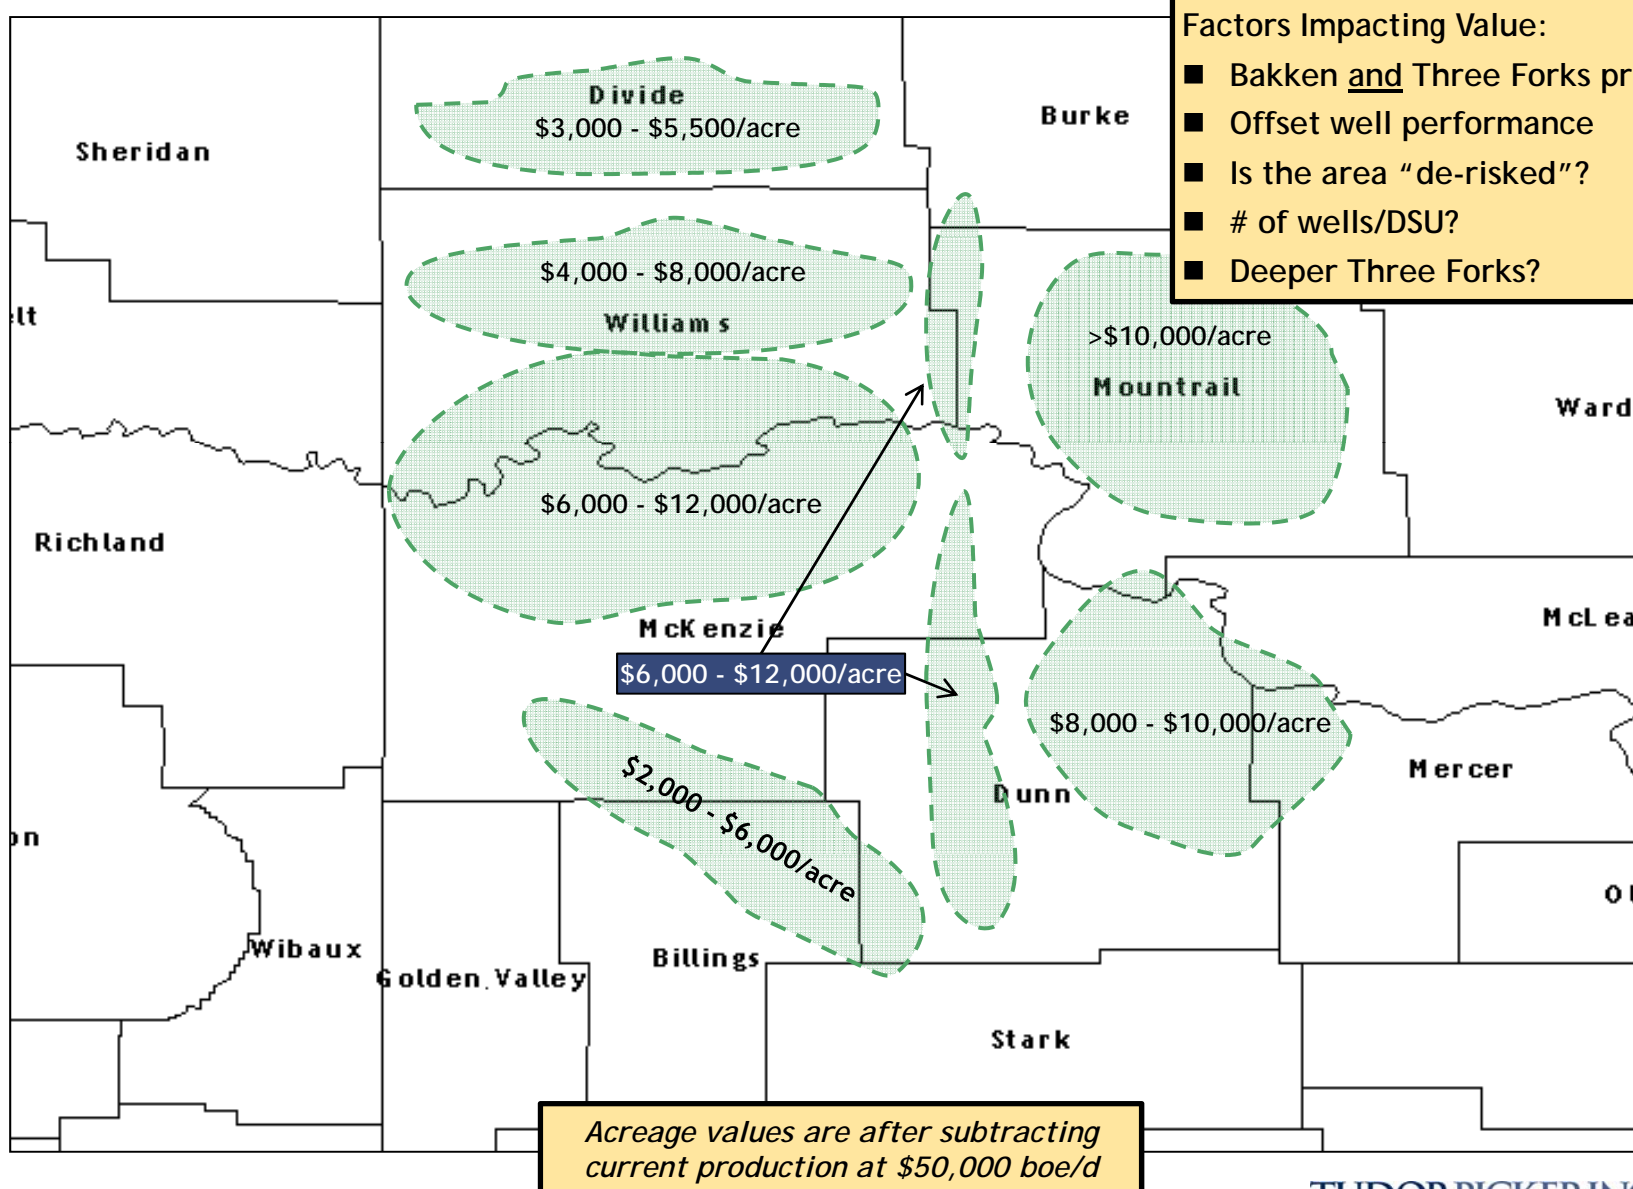 Factors Impacting Value:
■ Bakken and Three Forks
■ Offset well performance
■ Is the area “de-risked”?
■ # of wells/DSU?
■ Deeper Three Forks?
Divide
$3,000 - $5,500/acre
Burke
Sheridan
$4,000 - $8,000/acre
Williams
>$10,000/acre
Mountrail
Ward
$6,000 - $12,000/acre
Richland
McKenzie
$6,000 - $12,000/acre
$8,000 - $10,000/acre
Mercer
Dunn
$2,000 - $6,000/acre
Wibaux
Golden Valley
Billings
Stark
Acreage values are after subtracting
current production at $50,000 boe/d